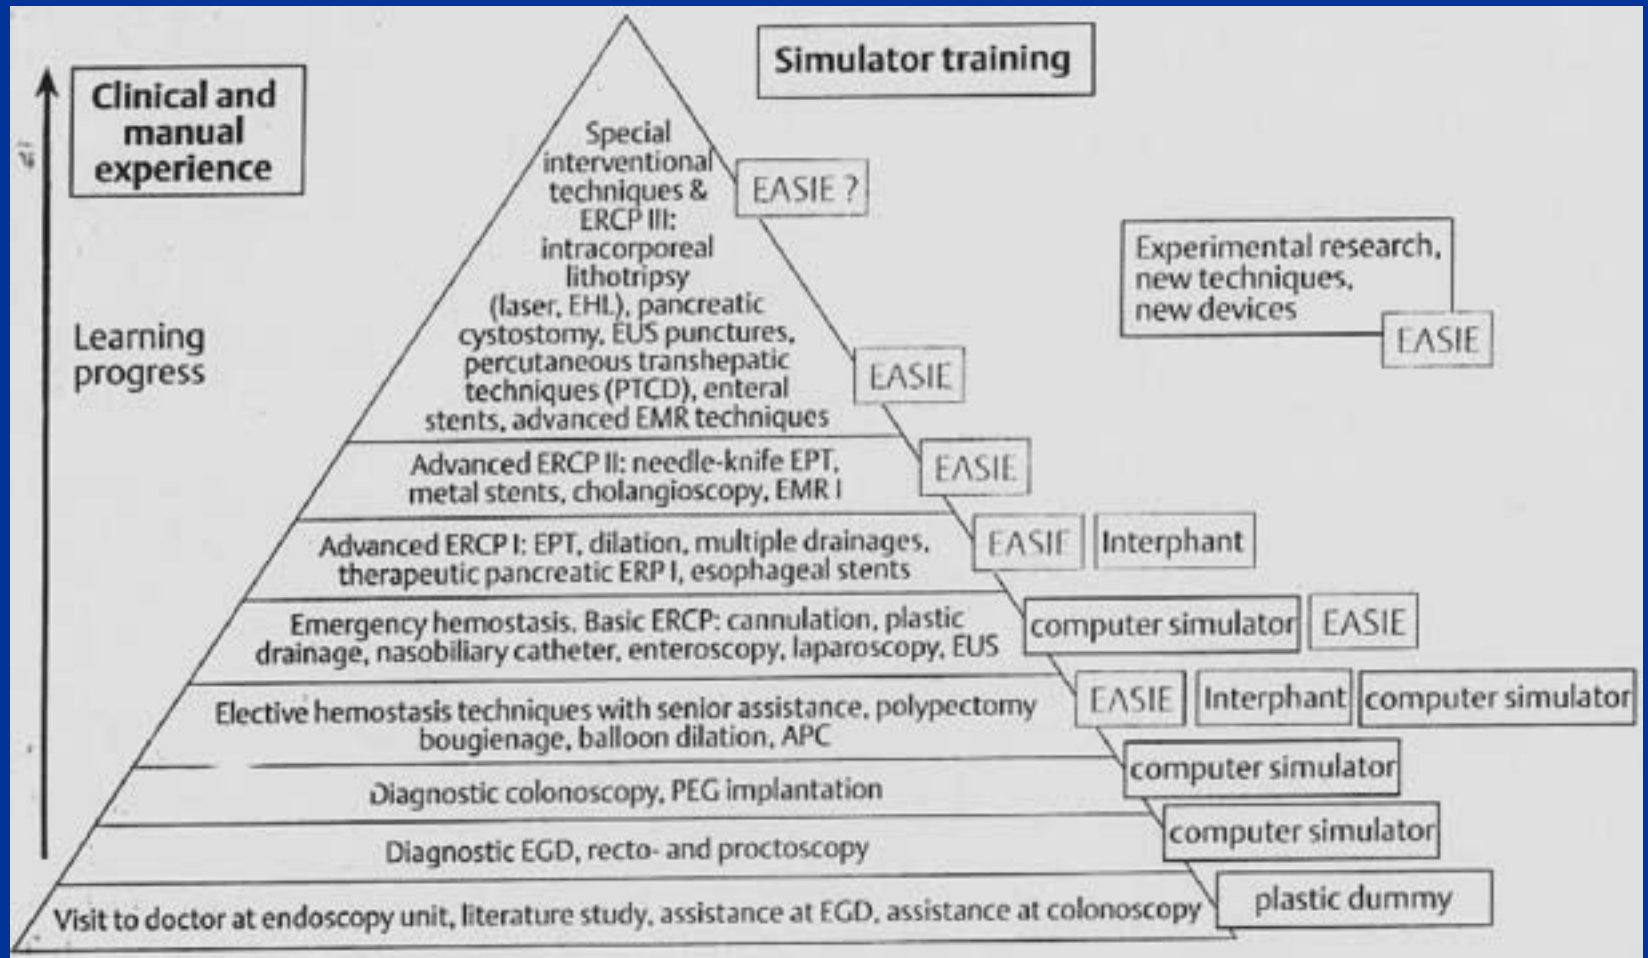 Simulator training
Clinical and
manual
experience
Learning
progress
Special
interventional
techniques &
ERCP III:
intracorporeal
lithotripsy
(laser, EHL), pancreatic
cystostomy, EUS punctures,
percutaneous transhepatic
techniques (PTCD), enteral
stents, advanced EMR techniques
EASIE ?
EASIE
Experimental research,
new techniques,
new devices
EASIE
Advanced ERCP II: needle-knife EPT,
metal stents, cholangioscopy, EMR I
EASIE
Advanced ERCP I: EPT, dilation, multiple drainages,
therapeutic pancreatic ERP I, esophageal stents
EASIE Interphant
Emergency hemostasis. Basic ERCP: cannulation, plastic
drainage, nasobiliary catheter, enteroscopy, laparoscopy, EUS
computer simulator EASIE
Elective hemostasis techniques with senior assistance, polypectomy
bougienage, balloon dilation, APC
EASIE Interphant computer simulator
Diagnostic colonoscopy, PEG implantation
computer simulator
Diagnostic EGD, recto- and proctoscopy
computer simulator
Visit to doctor at endoscopy unit, literature study, assistance at EGD, assistance at colonoscopy
plastic dummy